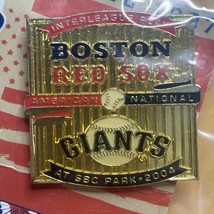 INTERLEAGUE PLAY
BOSTON
RED SOX
AMERICAN NATIONAL
GIANTS
AT SBC PARK • 2004